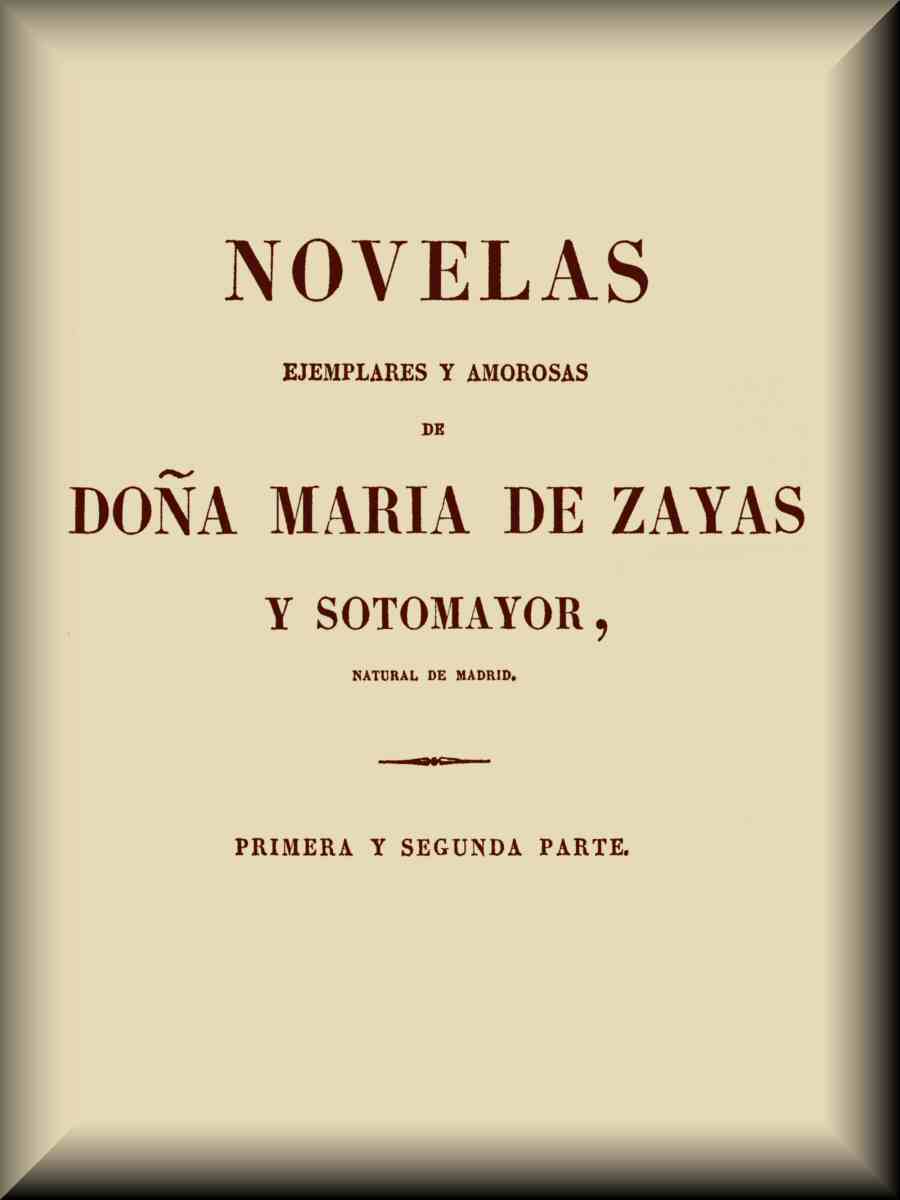 NOVELAS
EJEMPLARES Y AMOROSAS
DE
DOÑA MARIA DE ZAYAS
Y SOTOMAYOR,
NATURAL DE MADRID.
PRIMERA Y SEGUNDA PARTE.